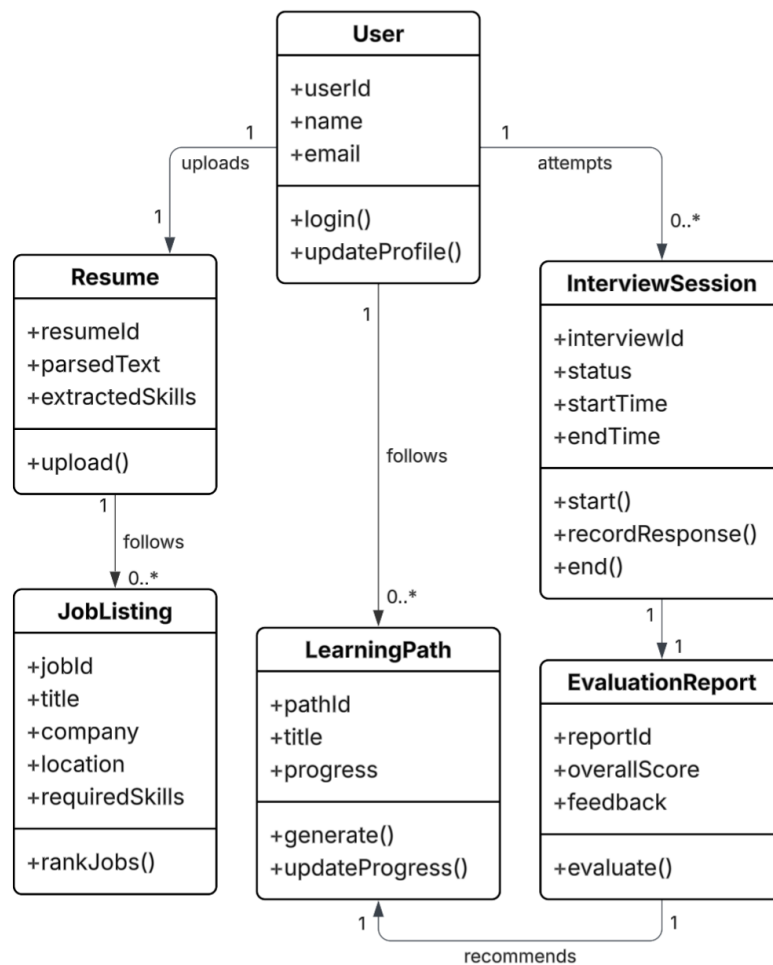 User
+userId
+name
+email
+login()
+updateProfile()
1
uploads
1
1
attempts
0..*
Resume
+resumeId
+parsedText
+extractedSkills
+upload()
1
follows
0..*
InterviewSession
+interviewId
+status
+startTime
+endTime
+start()
+recordResponse()
+end()
1
follows
0..*
1
1
JobListing
+jobId
+title
+company
+location
+requiredSkills
+rankJobs()
LearningPath
+pathId
+title
+progress
+generate()
+updateProgress()
EvaluationReport
+reportId
+overallScore
+feedback
+evaluate()
1
1
recommends